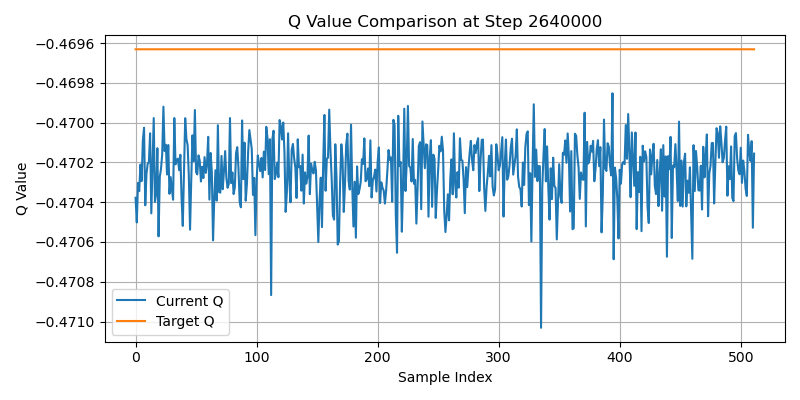 Q Value Comparison at Step 2640000
Q Value
−0.4696
−0.4698
−0.4700
−0.4702
−0.4704
−0.4706
−0.4708
−0.4710
Current Q
Target Q
0 100 200 300 400 500
Sample Index